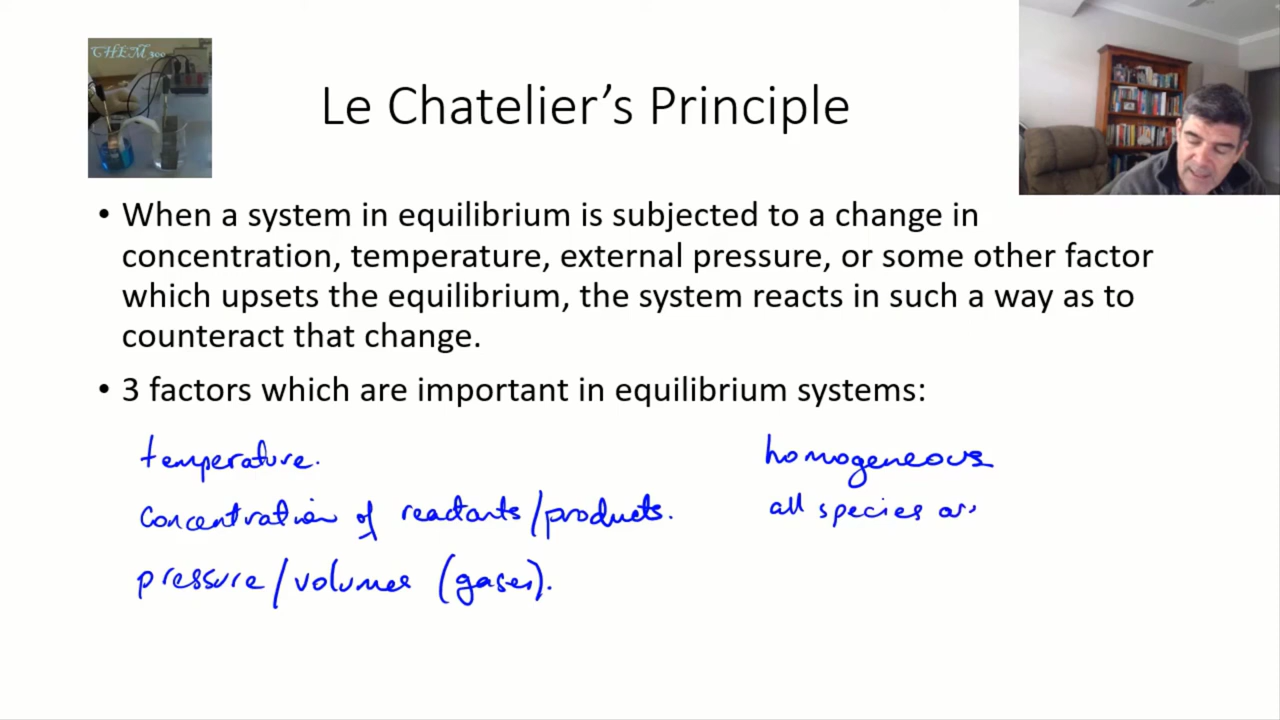 CHEM300
Le Chatelier's Principle
• When a system in equilibrium is subjected to a change in
concentration, temperature, external pressure, or some other factor
which upsets the equilibrium, the system reacts in such a way as to
counteract that change.
• 3 factors which are important in equilibrium systems:
temperature.
concentration of reactants/products.
pressure/volumes (gases).
homogeneous
all species